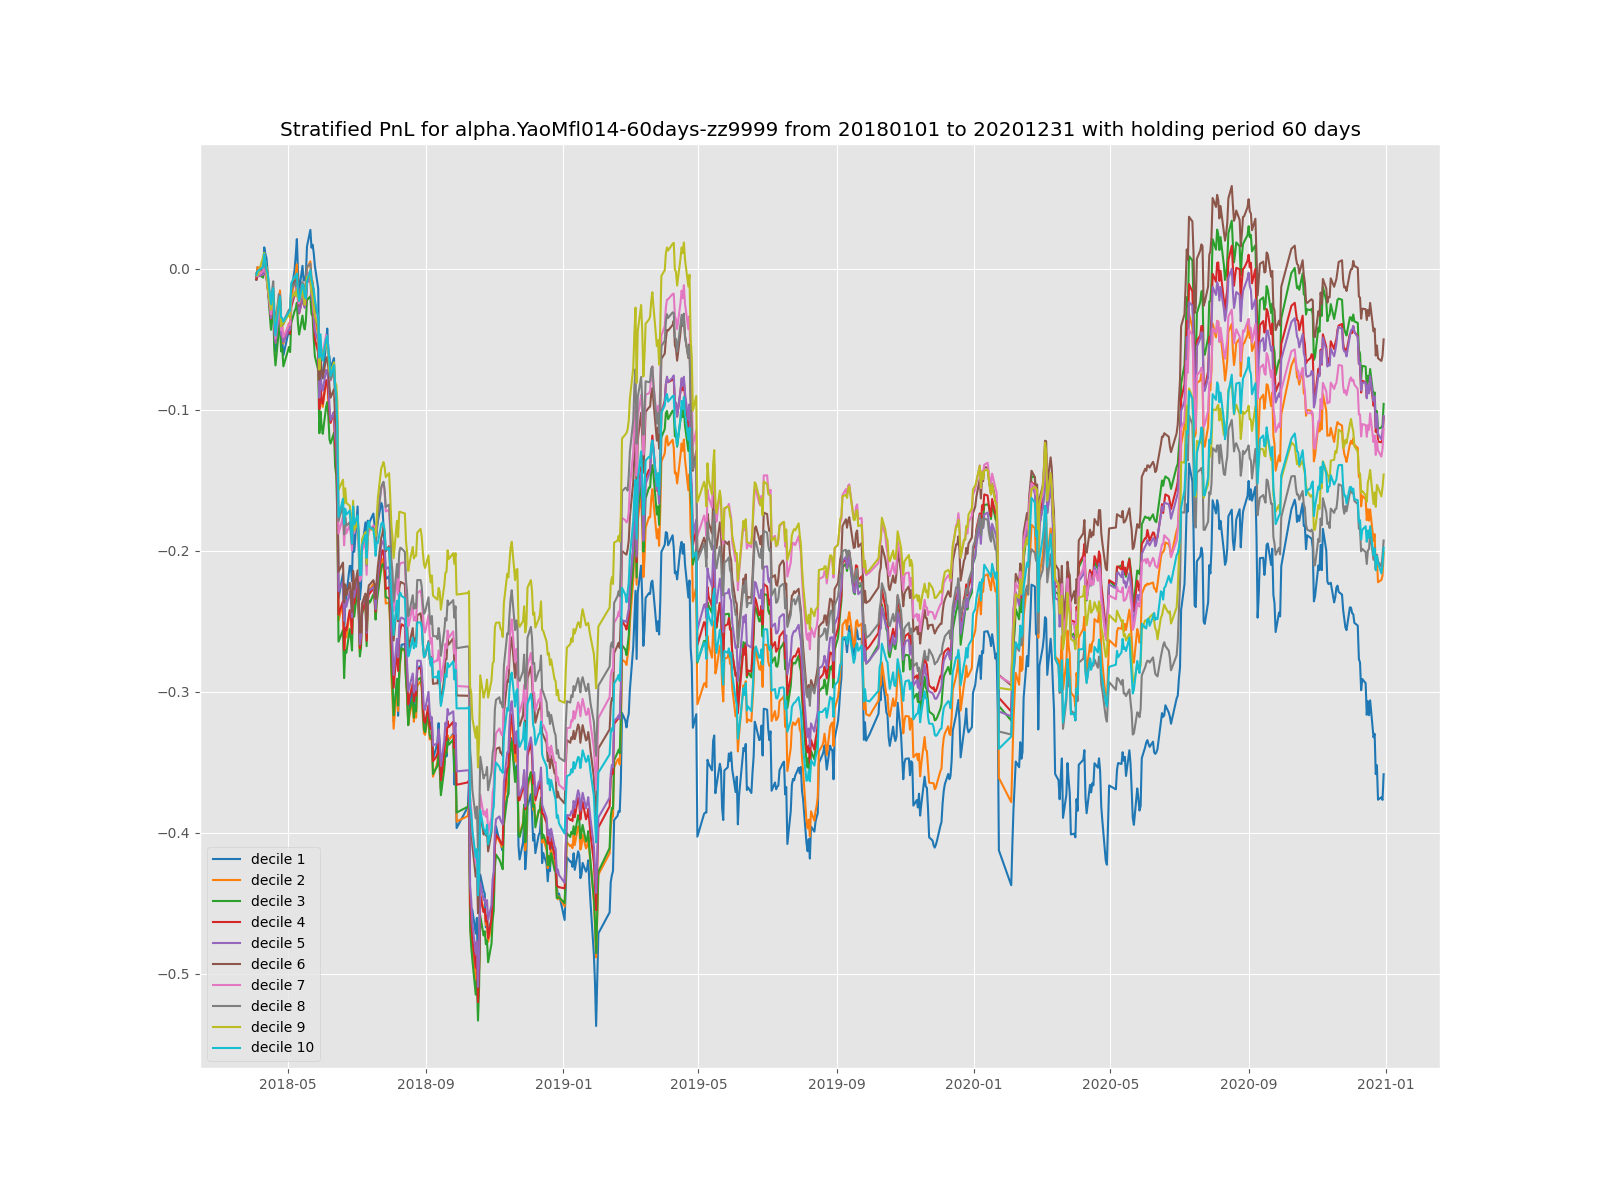 Stratified PnL for alpha.YaoMfl014-60days-zz9999 from 20180101 to 20201231 with holding period 60 days
0.0
−0.1
−0.2
−0.3
−0.4
−0.5
decile 1
decile 2
decile 3
decile 4
decile 5
decile 6
decile 7
decile 8
decile 9
decile 10
2018-05 2018-09 2019-01 2019-05 2019-09 2020-01 2020-05 2020-09 2021-01